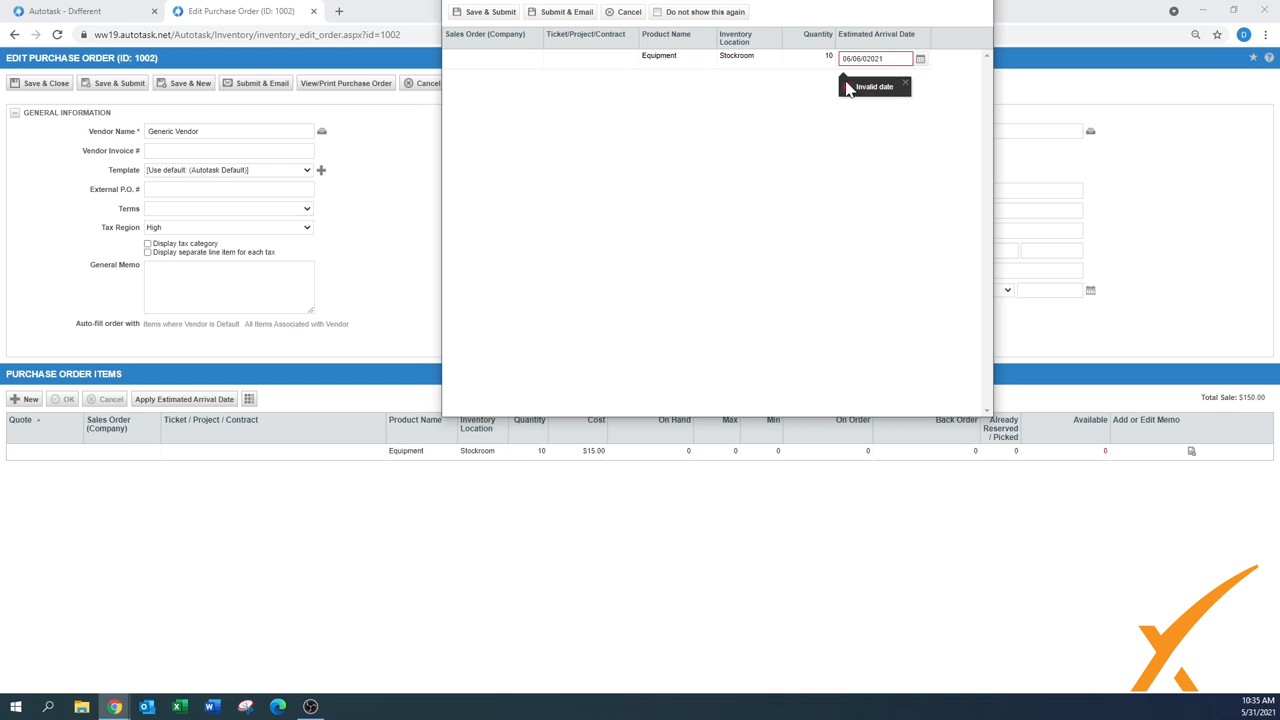 Autotask - Dxfferent
Edit Purchase Order (ID: 1002)
ww19.autotask.net/Autotask/Inventory/inventory_edit_order.aspx?id=1002
D
EDIT PURCHASE ORDER (ID: 1002)
Save & Close
Save & Submit
Save & New
Submit & Email
View/Print Purchase Order
Cancel
GENERAL INFORMATION
Vendor Name *
Generic Vendor
Vendor Invoice #
Template
[Use default: (Autotask Default)]
External P.O. #
Terms
Tax Region
High
Display tax category
Display separate line item for each tax
General Memo
Auto-fill order with
Items where Vendor is Default
All Items Associated with Vendor
Save & Submit
Submit & Email
Cancel
Do not show this again
Sales Order (Company)
Ticket/Project/Contract
Product Name
Inventory
Location
Quantity
Estimated Arrival Date
Equipment
Stockroom
10
06/06/02021
Invalid date
PURCHASE ORDER ITEMS
New
OK
Cancel
Apply Estimated Arrival Date
Total Sale: $150.00
Quote
Sales Order
(Company)
Ticket / Project / Contract
Product Name
Inventory
Location
Quantity
Cost
On Hand
Max
Min
On Order
Back Order
Already
Reserved
/ Picked
Available
Add or Edit Memo
Equipment
Stockroom
10
$15.00
0
0
0
0
0
0
0
10:35 AM
5/31/2021